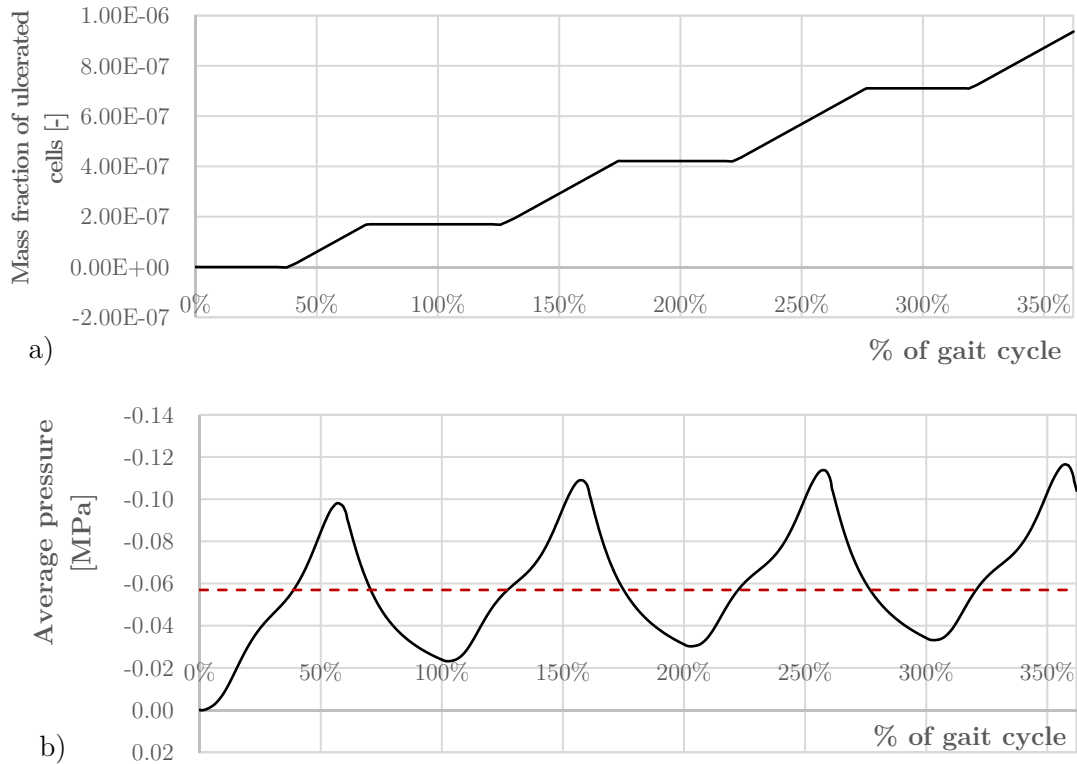 Mass fraction of ulcerated
cells [-]
1.00E-06
8.00E-07
6.00E-07
4.00E-07
2.00E-07
0.00E+00
-2.00E-07
0% 50% 100% 150% 200% 250% 300% 350%
% of gait cycle
a)
Average pressure
[MPa]
-0.14
-0.12
-0.10
-0.08
-0.06
-0.04
-0.02
0.00
0.02
0% 50% 100% 150% 200% 250% 300% 350%
% of gait cycle
b)